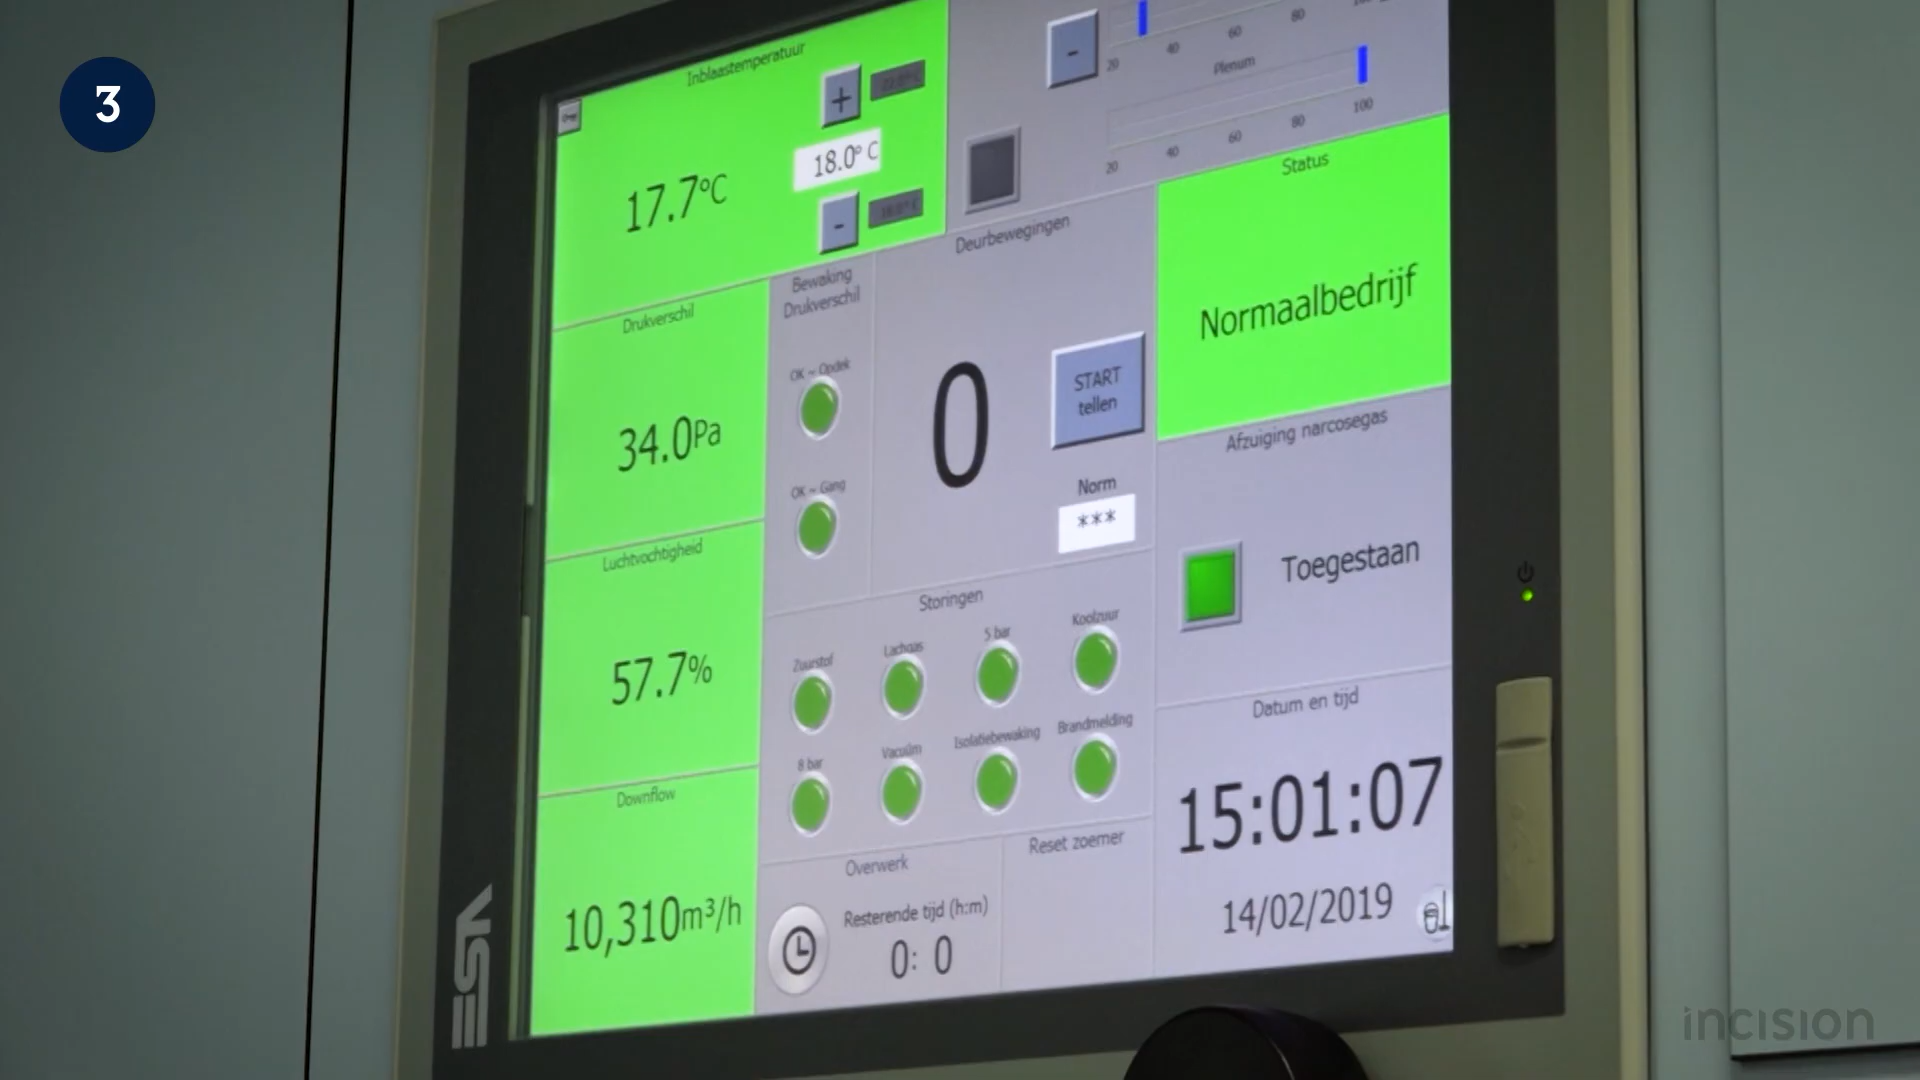 3
Inblaastemperatuur
+
17.7°C
18.0°C
-
-
40
60
80
20
Plenum
100
20
40
60
80
Status
Normaalbedrijf
Drukverschil
34.0Pa
Bewaking
Drukverschil
OK ~ Opdek
OK ~ Gang
Deurbewegingen
0
START
tellen
Norm
***
Afzuiging narcosegas
Toegestaan
Luchtvochtigheid
57.7%
Storingen
Zuurstof
Lachgas
5 bar
Koolzuur
8 bar
Vacuüm
Isolatiebewaking
Brandmelding
Downflow
10,310m³/h
Overwerk
Resterende tijd (h:m)
0: 0
Reset zoemer
Datum en tijd
15:01:07
14/02/2019
ESA
incision